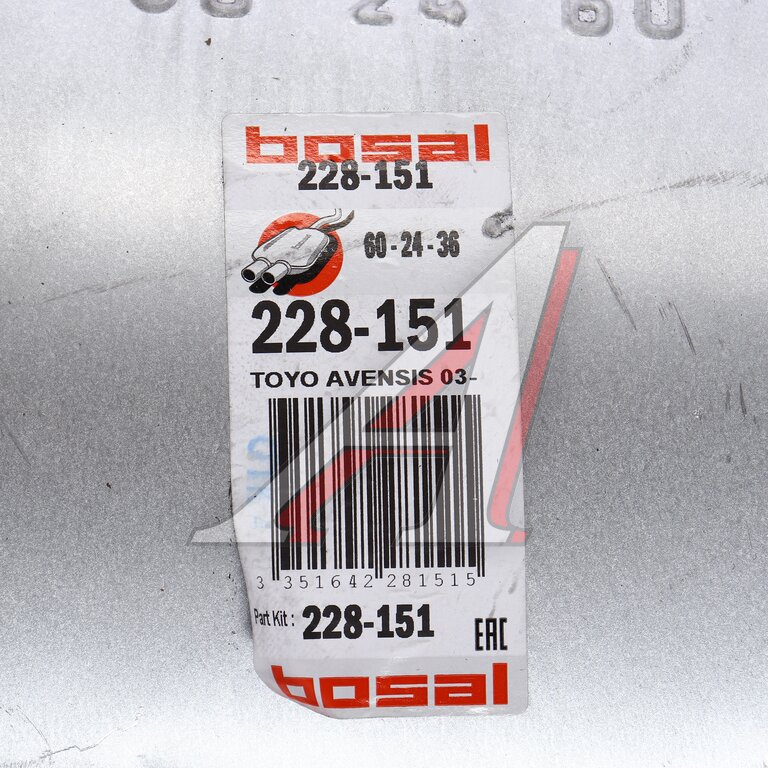 bosal
228-151
60-24-36
228-151
TOYO AVENSIS 03-
3 351642 281515
Part Kit : 228-151
EAC
bosal